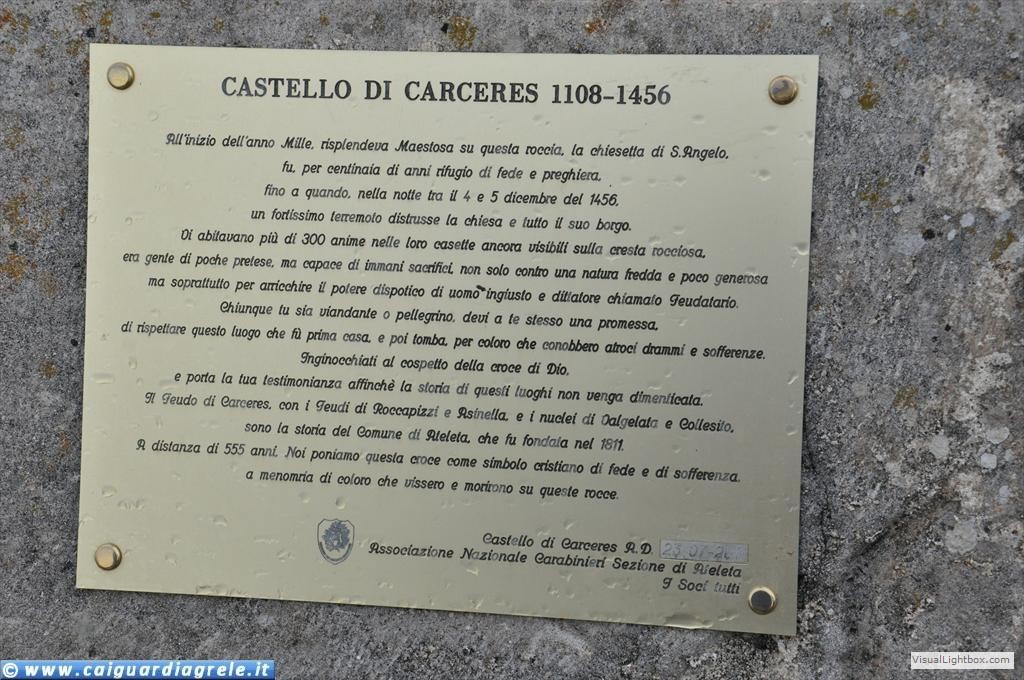 CASTELLO DI CARCERES 1108-1456
All'inizio dell'anno Mille, risplendeva Maestosa su questa roccia, la chiesetta di S.Angelo,
fu, per centinaia di anni rifugio di fede e preghiera,
fino a quando, nella notte tra il 4 e 5 dicembre del 1456,
un fortissimo terremoto distrusse la chiesa e tutto il suo borgo.
Vi abitavano più di 300 anime nelle loro casette ancora visibili sulla cresta rocciosa,
era gente di poche pretese, ma capace di immani sacrifici, non solo contro una natura fredda e poco generosa
ma soprattutto per arricchire il potere dispotico di uomo ingiusto e dittatore chiamato Feudatario.
Chiunque tu sia viandante o pellegrino, devi a te stesso una promessa,
di rispettare questo luogo che fù prima casa, e poi tomba, per coloro che conobbero atroci drammi e sofferenze.
Inginocchiati al cospetto della croce di Dio,
e porta la tua testimonianza affinchè la storia di questi luoghi non venga dimenticata.
Il Feudo di Carceres, con i Feudi di Roccapizzi e Asinella, e i nuclei di Valgelata e Collesito,
sono la storia del Comune di Ateleta, che fu fondata nel 1811.
A distanza di 555 anni, Noi poniamo questa croce come simbolo cristiano di fede e di sofferenza,
a menomria di coloro che vissero e morirono su queste rocce.
Castello di Carceres A.D.
Associazione Nazionale Carabinieri Sezione di Ateleta
I Soci tutti
© www.caiguardiagrele.it
VisualLightbox.com